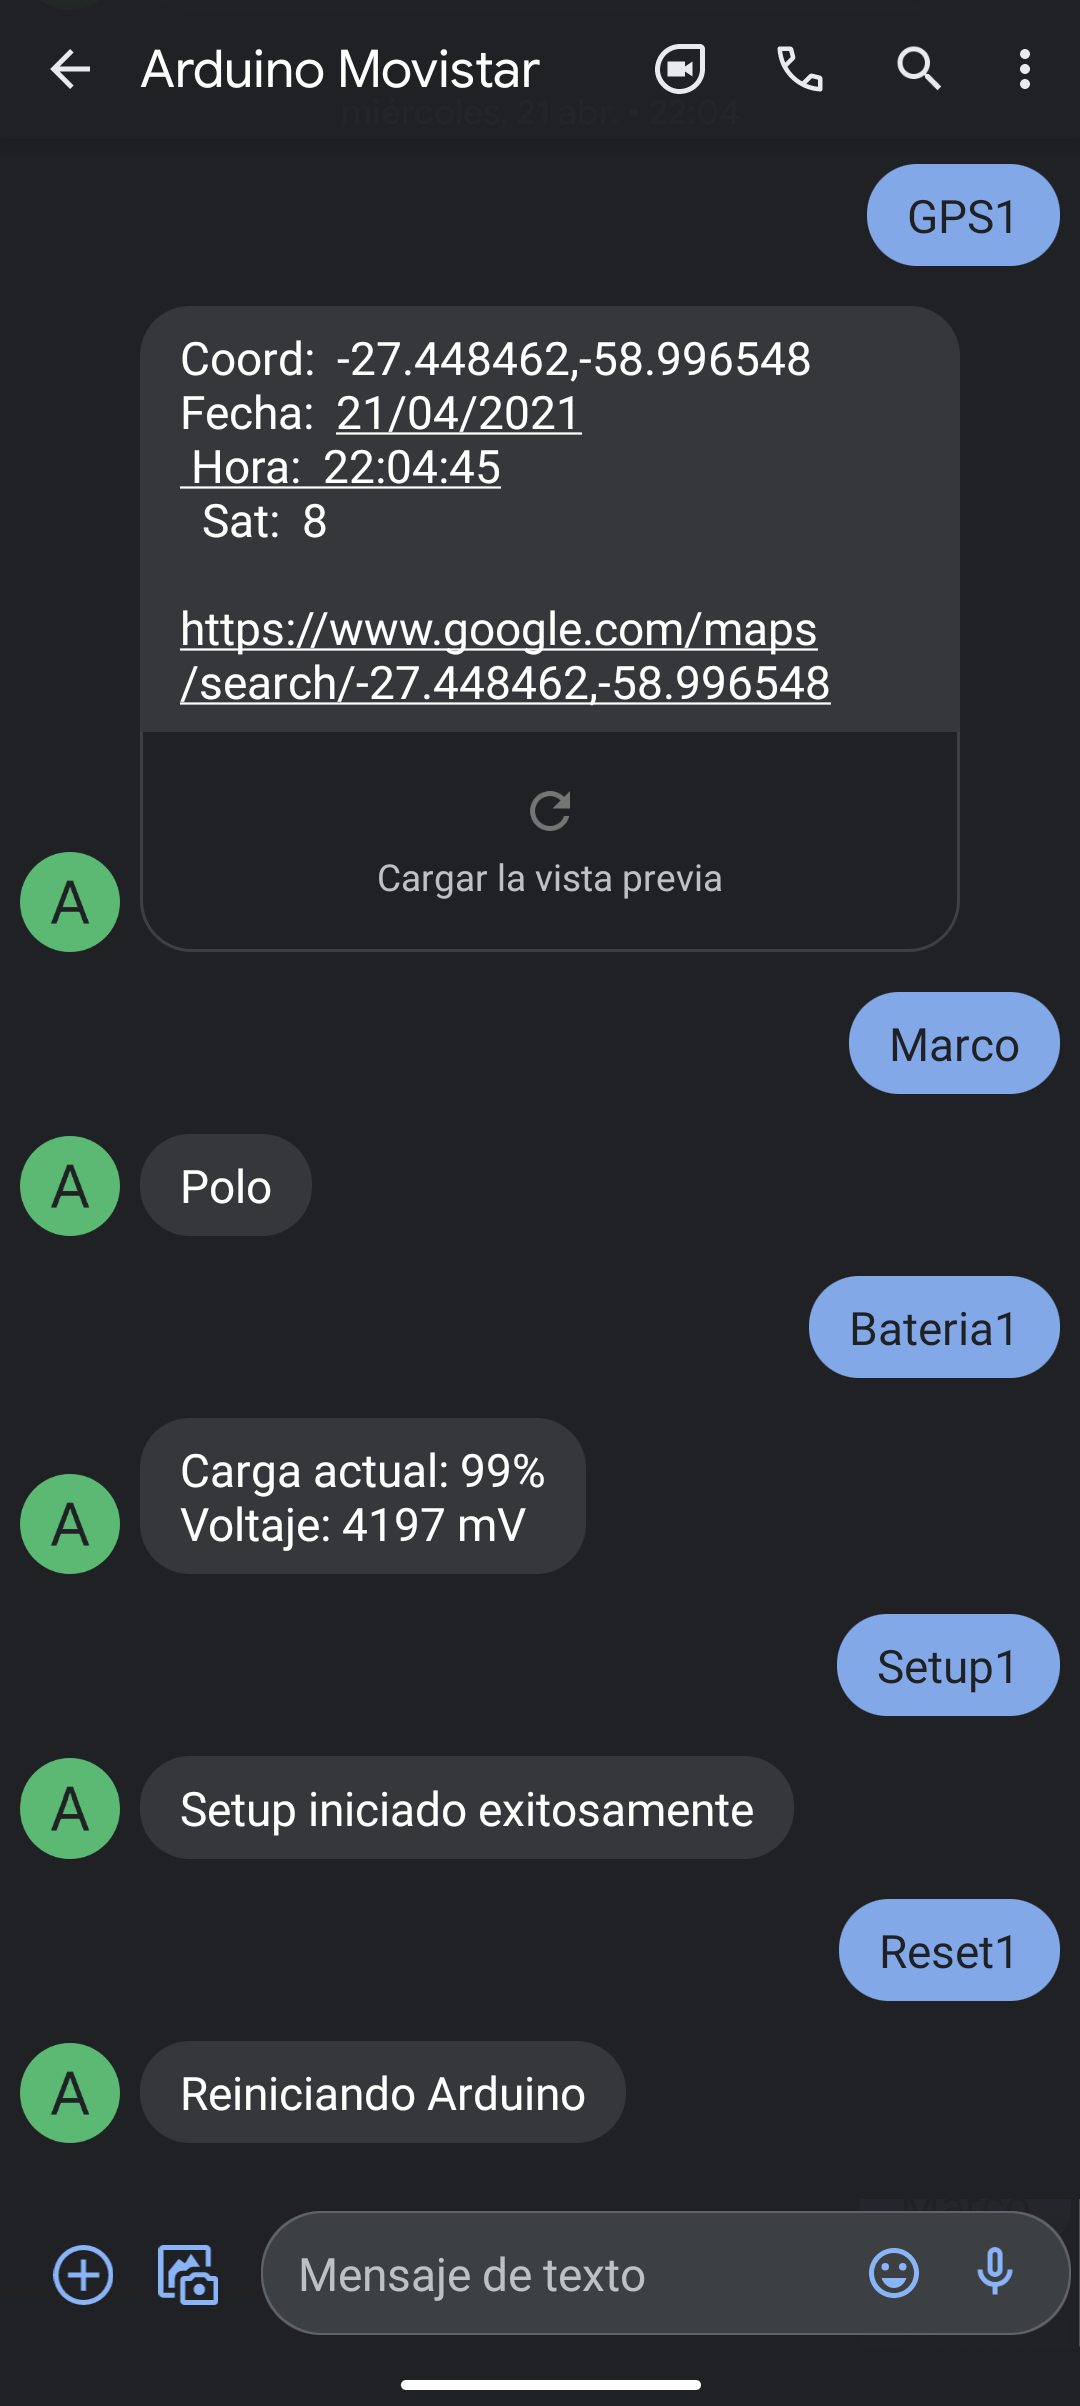 Arduino Movistar
miércoles, 21 abr. • 22:04
GPS1
Coord:  -27.448462,-58.996548
Fecha:  21/04/2021
Hora:  22:04:45
Sat:  8
https://www.google.com/maps
/search/-27.448462,-58.996548
Cargar la vista previa
A
Marco
A
Polo
Bateria1
Carga actual: 99%
Voltaje: 4197 mV
A
Setup1
A
Setup iniciado exitosamente
Reset1
A
Reiniciando Arduino
Marco
Mensaje de texto